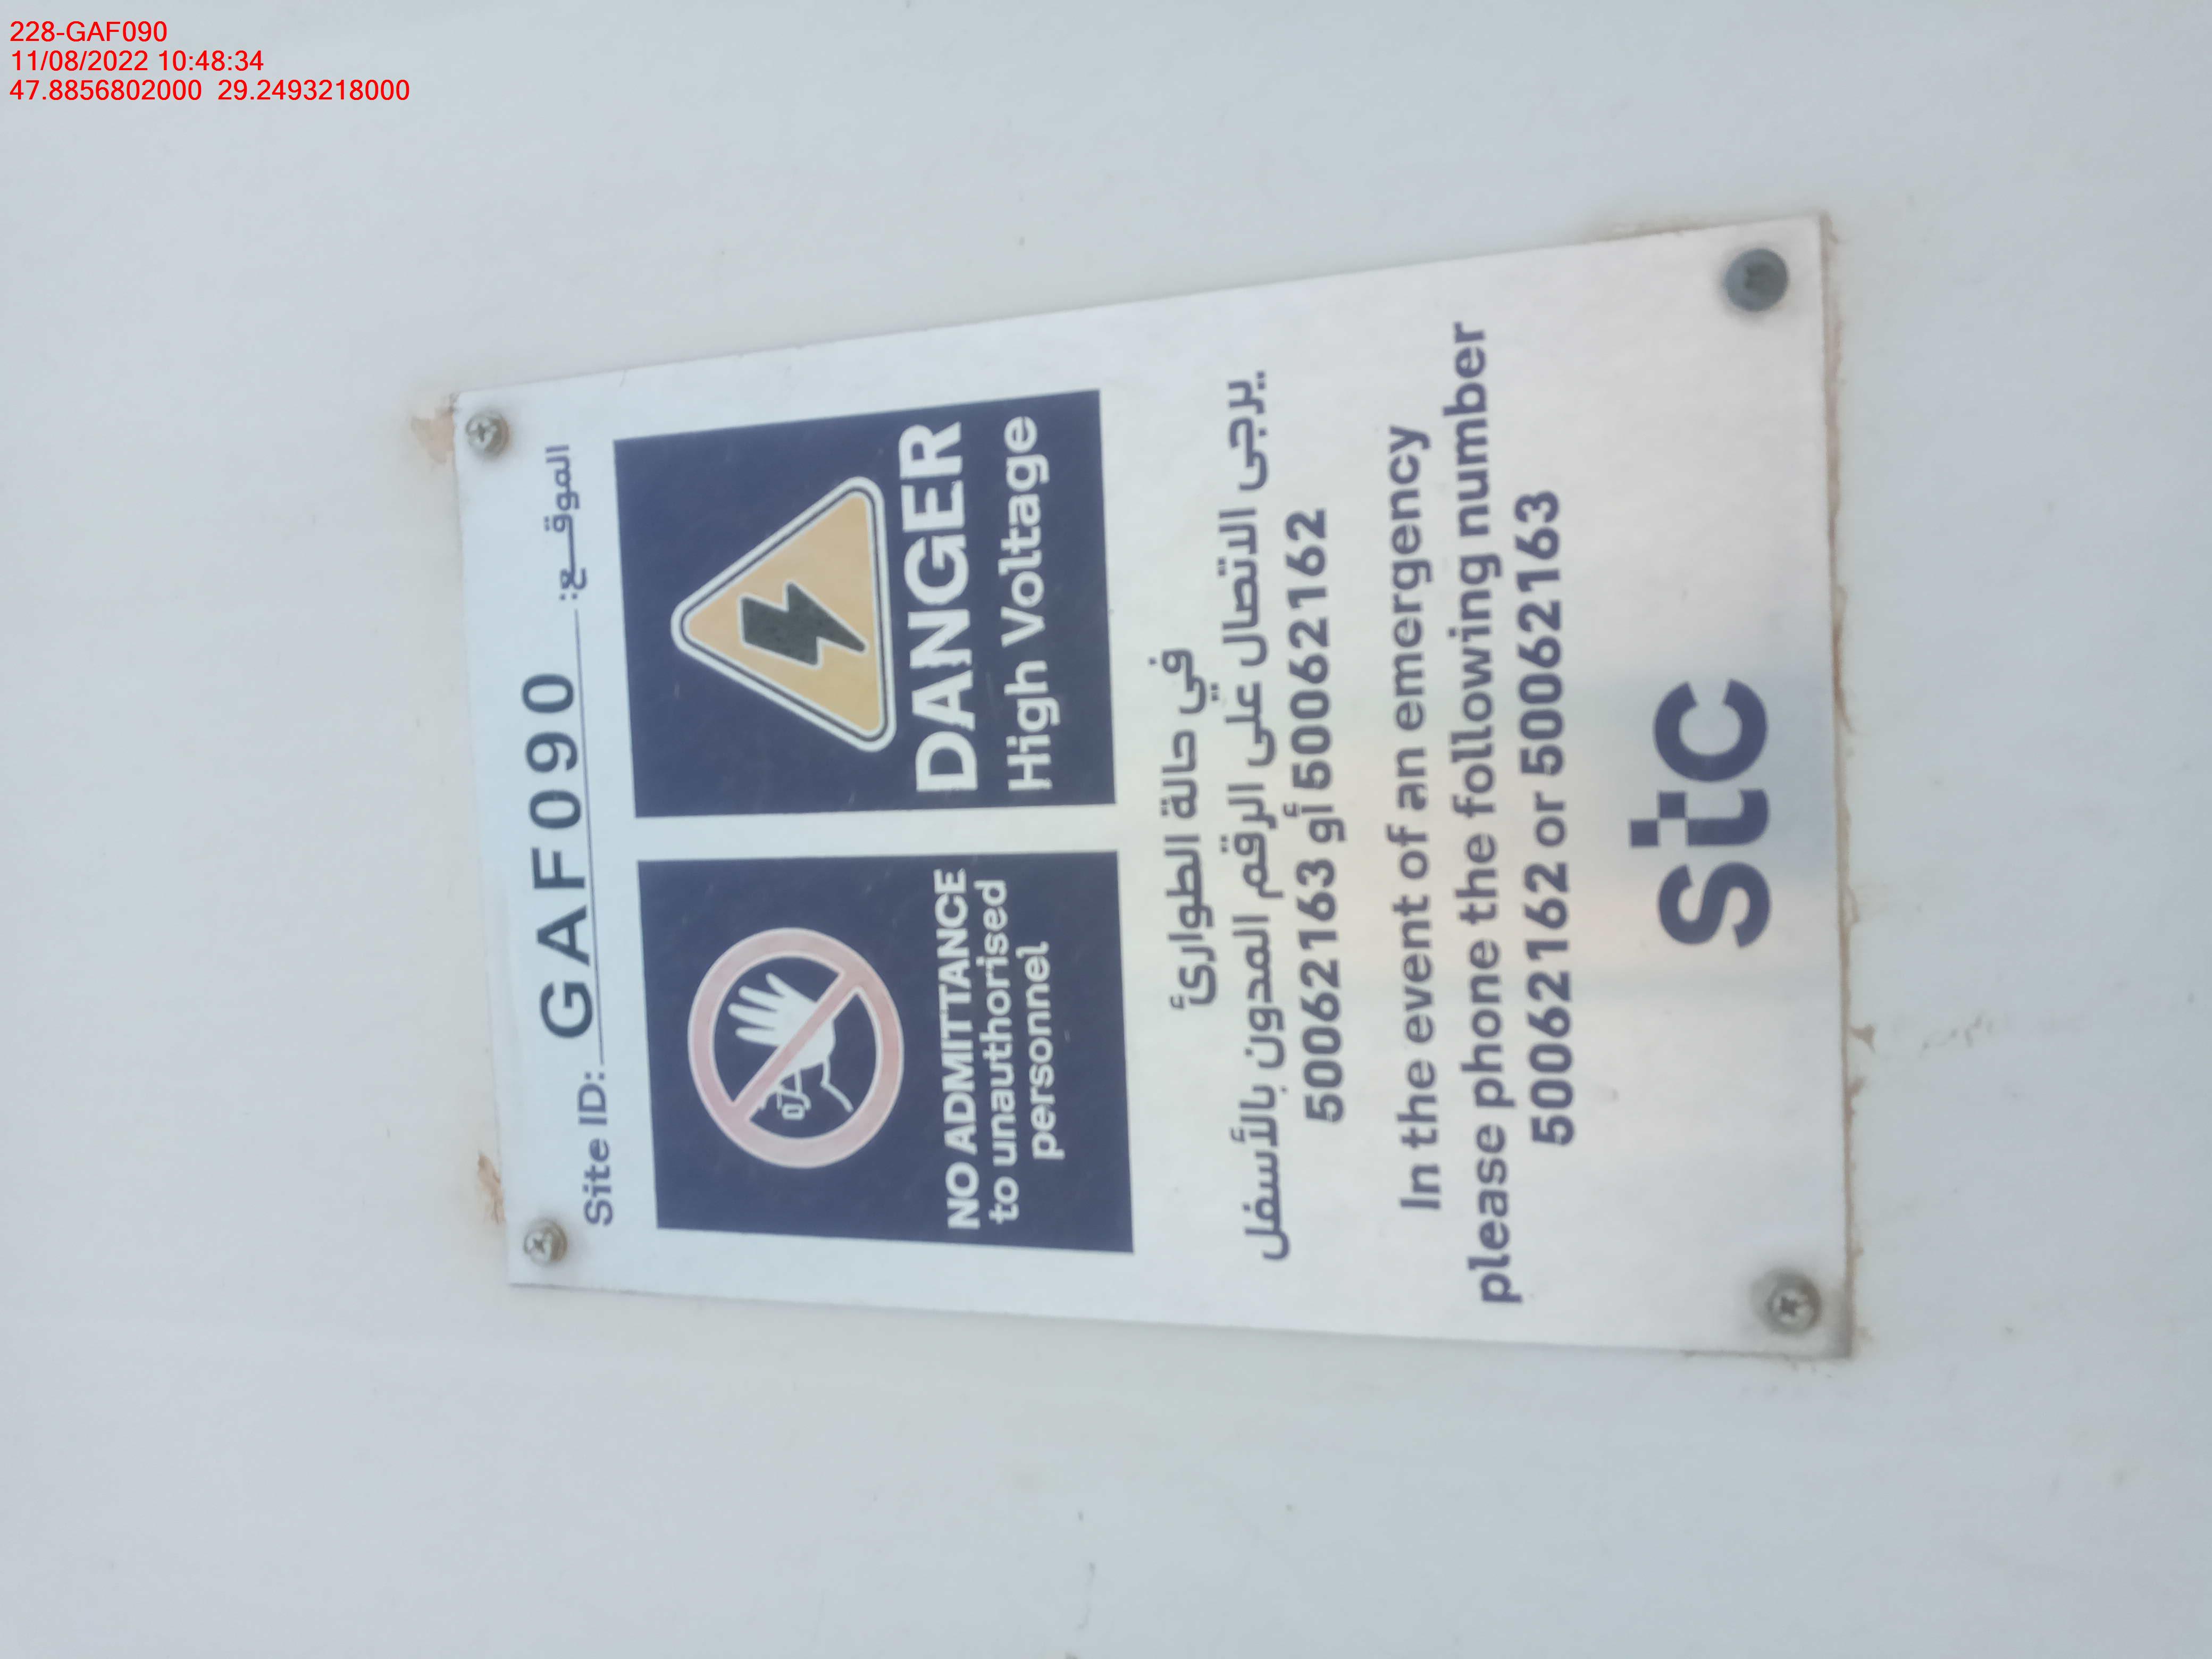 228-GAF090
11/08/2022 10:48:34
47.8856802000  29.2493218000
Site ID: GAF090 الموقـــع:
NO ADMITTANCE
to unauthorised
personnel
DANGER
High Voltage
في حالة الطوارئ
يرجى الاتصال على الرقم المدون بالأسفل
50062163 أو 50062162
In the event of an emergency
please phone the following number
50062162 or 50062163
stc